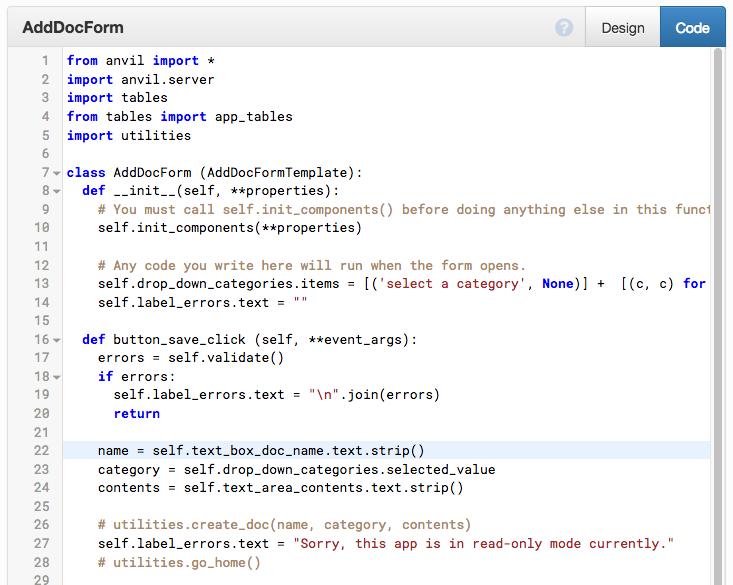 AddDocForm
?
Design
Code
1 from anvil import *
2 import anvil.server
3 import tables
4 from tables import app_tables
5 import utilities
6
7 class AddDocForm (AddDocFormTemplate):
8   def __init__(self, **properties):
9     # You must call self.init_components() before doing anything else in this funct
10     self.init_components(**properties)
11
12     # Any code you write here will run when the form opens.
13     self.drop_down_categories.items = [('select a category', None)] +  [(c, c) for
14     self.label_errors.text = ""
15
16   def button_save_click (self, **event_args):
17     errors = self.validate()
18     if errors:
19       self.label_errors.text = "\n".join(errors)
20       return
21
22     name = self.text_box_doc_name.text.strip()
23     category = self.drop_down_categories.selected_value
24     contents = self.text_area_contents.text.strip()
25
26     # utilities.create_doc(name, category, contents)
27     self.label_errors.text = "Sorry, this app is in read-only mode currently."
28     # utilities.go_home()
29